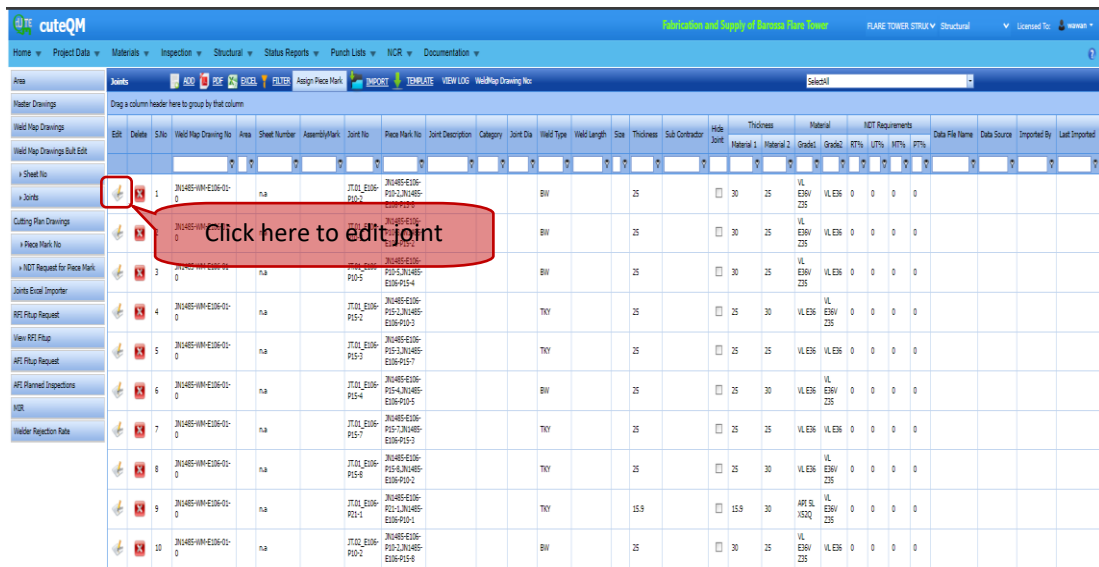 cuteQM
Fabrication and Supply of Barossa Flare Tower
FLARE TOWER STRUX Structural
Licensed To: wawan
Home Project Data Materials Inspection Structural Status Reports Punch Lists NCR Documentation
Area
Master Drawings
Weld Map Drawings
Weld Map Drawings Bult Edit
» Sheet No
» Joints
Cutting Plan Drawings
» Piece Mark No
» NDT Request for Piece Mark
Joints Excel Importer
RFI Fitup Request
View RFI Fitup
AFI Fitup Request
AFI Planned Inspections
MIR
Welder Rejection Rate
Joints ADD PDF EXCEL FILTER Assign Piece Mark IMPORT TEMPLATE VIEW LOG WeldMap Drawing No: SelectAll
Drag a column header here to group by that column
Edit Delete S.No Weld Map Drawing No Area Sheet Number AssemblyMark Joint No Piece Mark No Joint Description Category Joint Dia Weld Type Weld Length Size Thickness Sub Contractor Hide Joint Thickness Material NDT Requirements Data File Name Data Source Imported By Last Imported
Material 1 Material 2 Grade1 Grade2 RT% UT% MT% PT%
1 JN1485-WM-E106-01-0 n.a JT.01_E106-P10-2 JN1485-E106-P10-2,JN1485-E106-P15-8 BW 25 30 25 VL E36V Z35 VL E36 0 0 0 0
Click here to edit joint
BW 25 30 25 VL E36V Z35 VL E36 0 0 0 0
3 n.a P10-5 JN1485-E106-P10-5,JN1485-E106-P15-4 BW 25 30 25 VL E36V Z35 VL E36 0 0 0 0
4 JN1485-WM-E106-01-0 n.a JT.01_E106-P15-2 JN1485-E106-P15-2,JN1485-E106-P10-3 TKY 25 25 30 VL E36 VL E36V Z35 0 0 0 0
5 JN1485-WM-E106-01-0 n.a JT.01_E106-P15-3 JN1485-E106-P15-3,JN1485-E106-P15-7 TKY 25 25 25 VL E36 VL E36 0 0 0 0
6 JN1485-WM-E106-01-0 n.a JT.01_E106-P15-4 JN1485-E106-P15-4,JN1485-E106-P10-5 BW 25 25 30 VL E36 VL E36V Z35 0 0 0 0
7 JN1485-WM-E106-01-0 n.a JT.01_E106-P15-7 JN1485-E106-P15-7,JN1485-E106-P15-3 TKY 25 25 25 VL E36 VL E36 0 0 0 0
8 JN1485-WM-E106-01-0 n.a JT.01_E106-P15-8 JN1485-E106-P15-8,JN1485-E106-P10-2 TKY 25 25 30 VL E36 VL E36V Z35 0 0 0 0
9 JN1485-WM-E106-01-0 n.a JT.01_E106-P21-1 JN1485-E106-P21-1,JN1485-E106-P10-1 TKY 15.9 15.9 30 API 5L X52Q VL E36V Z35 0 0 0 0
10 JN1485-WM-E106-01-0 n.a JT.02_E106-P10-2 JN1485-E106-P10-2,JN1485-E106-P15-8 BW 25 30 25 VL E36V Z35 VL E36 0 0 0 0